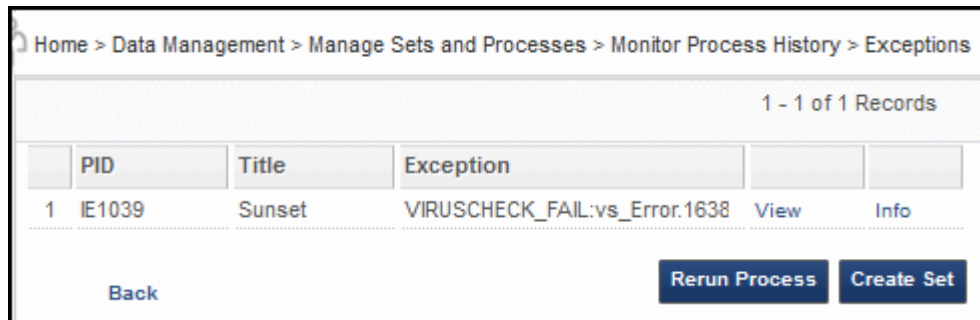 Home > Data Management > Manage Sets and Processes > Monitor Process History > Exceptions
1 - 1 of 1 Records
PID Title Exception
1 IE1039 Sunset VIRUSCHECK_FAIL:vs_Error.1638 View Info
Back Rerun Process Create Set